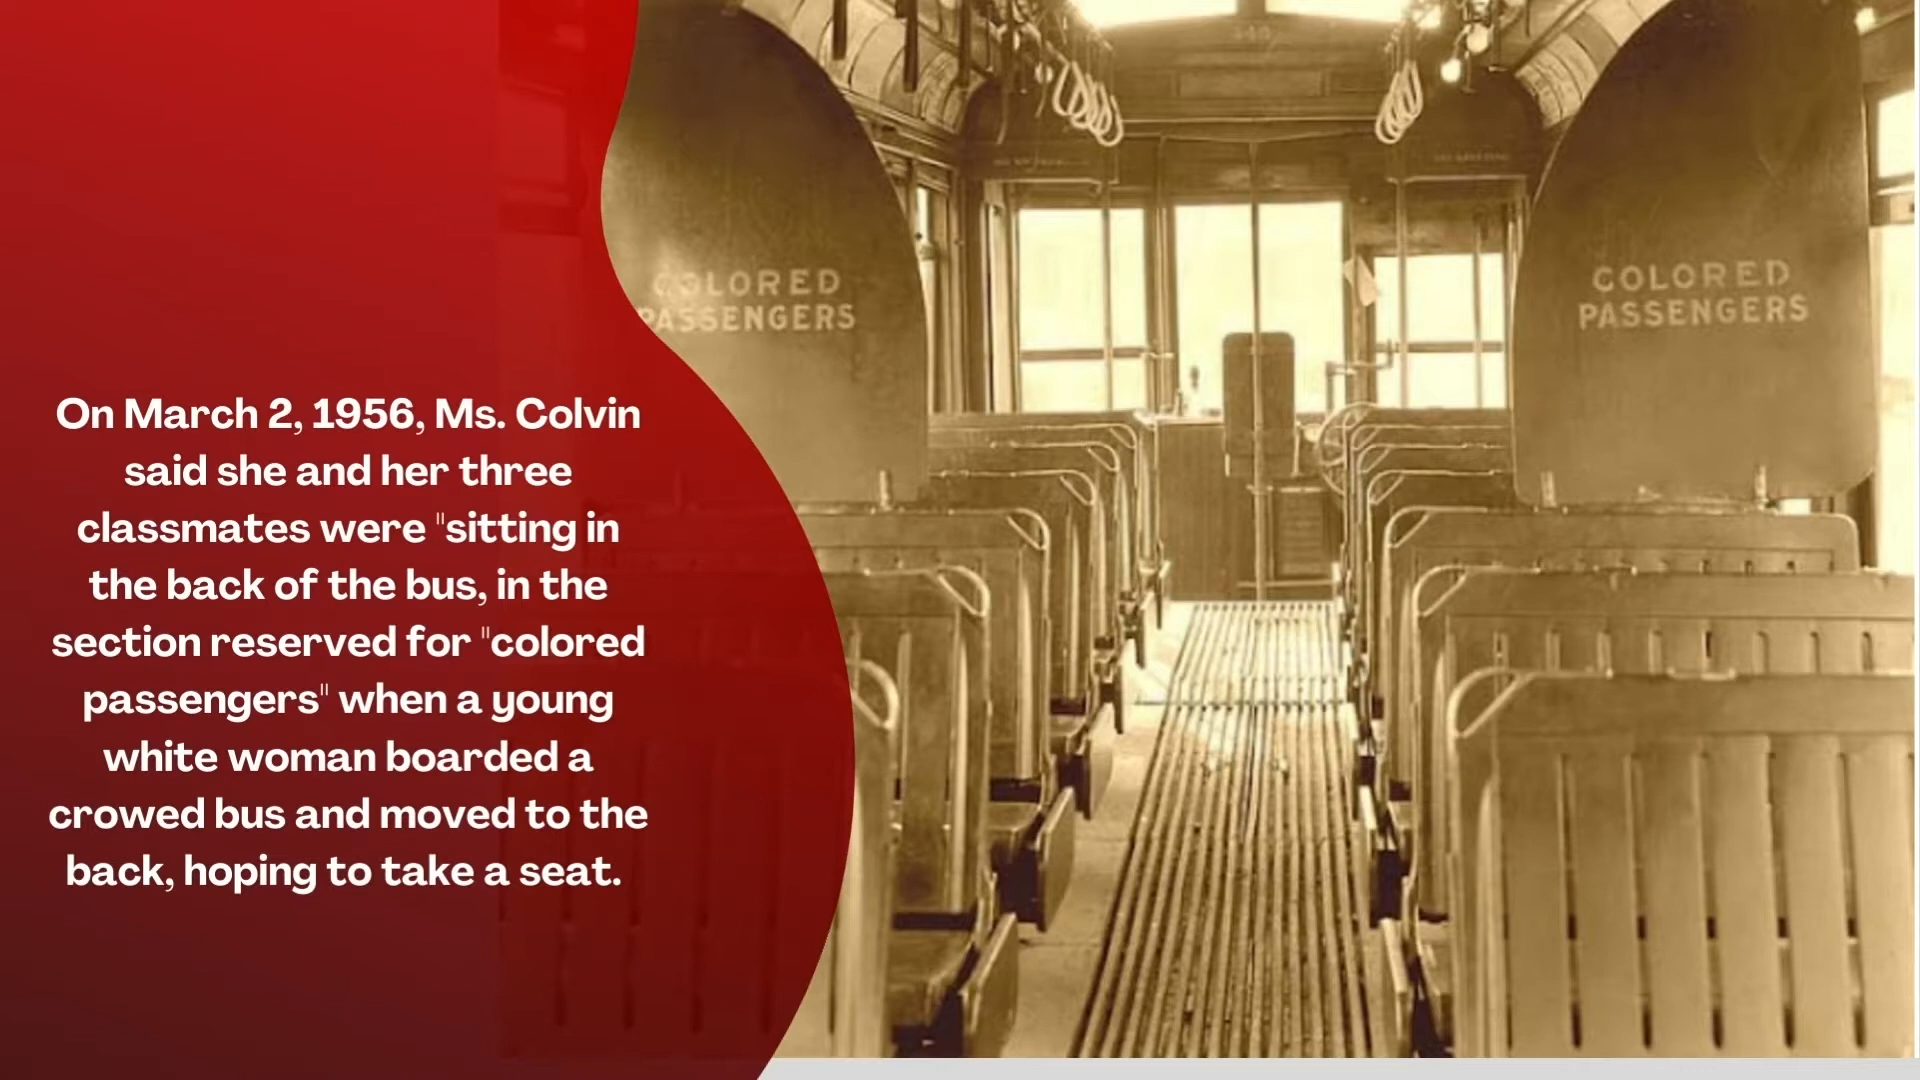 On March 2, 1956, Ms. Colvin
said she and her three
classmates were "sitting in
the back of the bus, in the
section reserved for "colored
passengers" when a young
white woman boarded a
crowed bus and moved to the
back, hoping to take a seat.
COLORED
PASSENGERS
COLORED
PASSENGERS